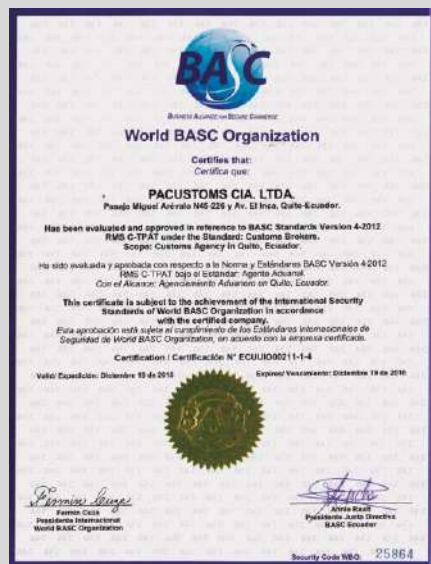 BASC
BUSINESS ALLIANCE FOR SECURE COMMERCE
World BASC Organization
Certifies that:
Certifica que:
PACUSTOMS CIA. LTDA.
Pasaje Miguel Arévalo N45-226 y Av. El Inca, Quito-Ecuador.
Has been evaluated and approved in reference to BASC Standards Version 4-2012
RMS C-TPAT under the Standard: Customs Brokers.
Scope: Customs Agency in Quito, Ecuador.
Ha sido evaluada y aprobada con respecto a la Norma y Estándares BASC Versión 4-2012
RMS C-TPAT bajo el Estándar: Agente Aduanal.
Con el Alcance: Agenciamiento Aduanero en Quito, Ecuador.
This certificate is subject to the achievement of the International Security
Standards of World BASC Organization in accordance
with the certified company.
Esta aprobación está sujeta al cumplimiento de los Estándares Internacionales de
Seguridad de World BASC Organization, en acuerdo con la empresa certificada.
Certification / Certificación N° ECUUIO00211-1-4
Valid/ Expedición: Diciembre 19 de 2015
Expires/ Vencimiento: Diciembre 19 de 2016
BASC
Fermin Cuza
Fermin Cuza
Presidente Internacional
World BASC Organization
Presidente Junta Directiva
BASC Ecuador
Security Code WBO: 25864